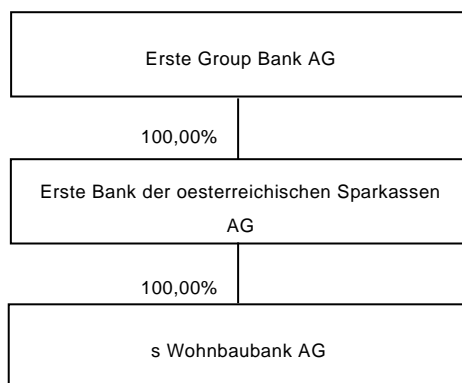 Erste Group Bank AG
100,00%
Erste Bank der oesterreichischen Sparkassen
AG
100,00%
s Wohnbaubank AG